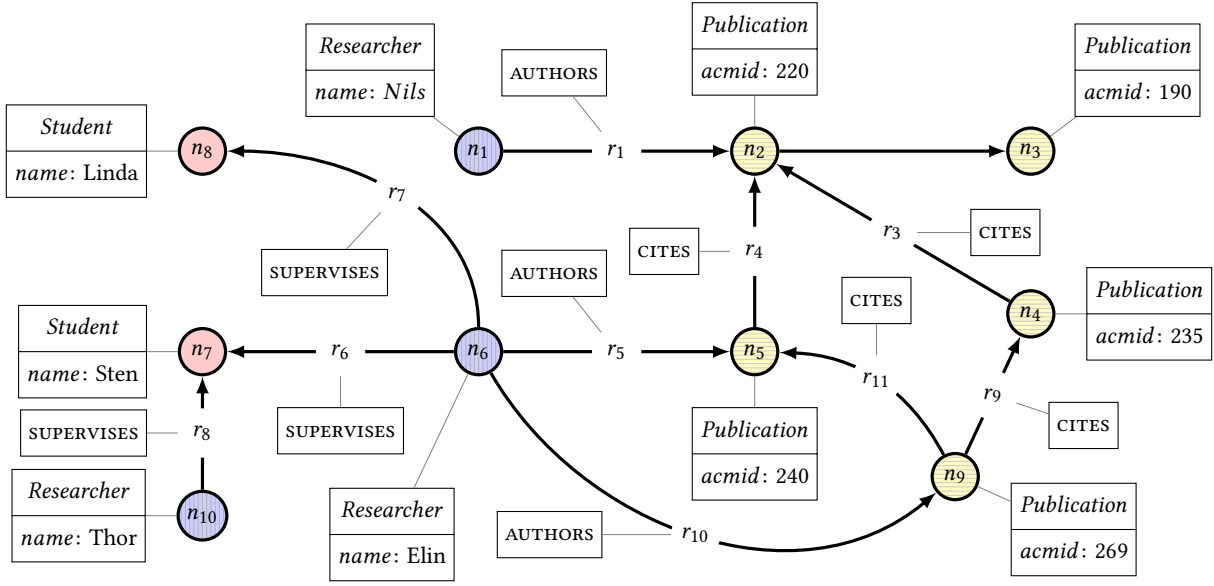 Researcher
name: Nils
AUTHORS
Publication
acmid: 220
Publication
acmid: 190
Student
name: Linda
n8
n1
r1
n2
n3
r7
SUPERVISES
CITES
r4
r3
CITES
AUTHORS
CITES
Student
name: Sten
n7
r6
n6
r5
n5
r11
n4
Publication
acmid: 235
r9
CITES
SUPERVISES
r8
SUPERVISES
Publication
acmid: 240
n9
Researcher
name: Thor
n10
Researcher
name: Elin
AUTHORS
r10
Publication
acmid: 269